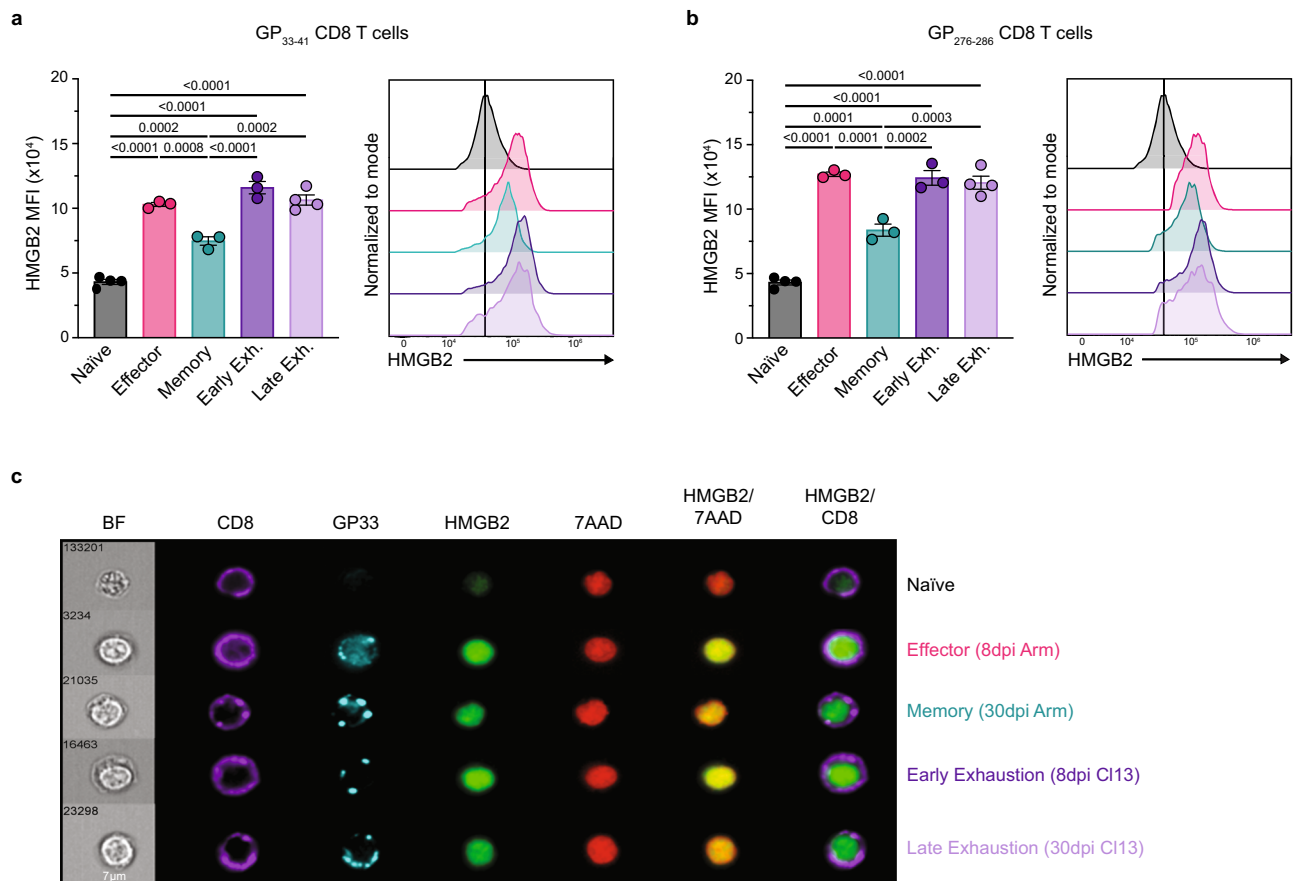 a
GP33-41 CD8 T cells
HMGB2 MFI (x10⁴)
20
15
10
5
0
<0.0001
<0.0001
0.0002 0.0002
<0.0001 0.0008 <0.0001
Naïve
Effector
Memory
Early Exh.
Late Exh.
Normalized to mode
0 10⁴ 10⁵ 10⁶
HMGB2
b
GP276-286 CD8 T cells
HMGB2 MFI (x10⁴)
20
15
10
5
0
<0.0001
<0.0001
0.0001 0.0003
<0.0001 0.0001 0.0002
Naïve
Effector
Memory
Early Exh.
Late Exh.
Normalized to mode
0 10⁴ 10⁵ 10⁶
HMGB2
c
BF CD8 GP33 HMGB2 7AAD HMGB2/ 7AAD HMGB2/ CD8
133201
Naïve
3234
Effector (8dpi Arm)
21035
Memory (30dpi Arm)
16463
Early Exhaustion (8dpi Cl13)
23298
Late Exhaustion (30dpi Cl13)
7µm